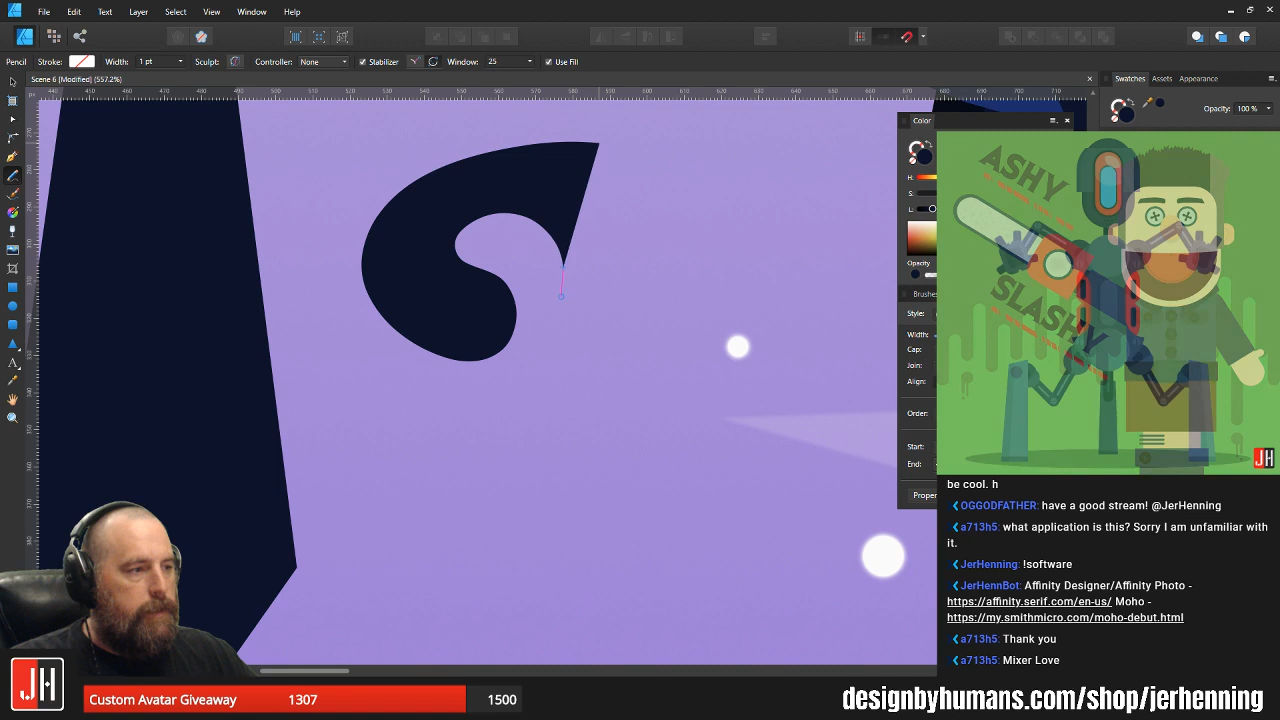 File Edit Text Layer Select View Window Help
Pencil Stroke: Width: 1 pt Sculpt: Controller: None Stabilizer Window: 25 Use Fill
Scene 6 [Modified] (557.2%)
Swatches Assets Appearance
Opacity: 100 %
Color
H:
S:
L:
Opacity
Brushes
Style:
Width:
Cap:
Join:
Align:
Order:
Start:
End:
Proper
ASHY
SLASHY
JH
be cool. h
OGGODFATHER: have a good stream! @JerHenning
a713h5: what application is this? Sorry I am unfamiliar with
it.
JerHenning: !software
JerHennBot: Affinity Designer/Affinity Photo -
https://affinity.serif.com/en-us/ Moho -
https://my.smithmicro.com/moho-debut.html
a713h5: Thank you
a713h5: Mixer Love
JH
Custom Avatar Giveaway 1307 1500
designbyhumans.com/shop/jerhenning